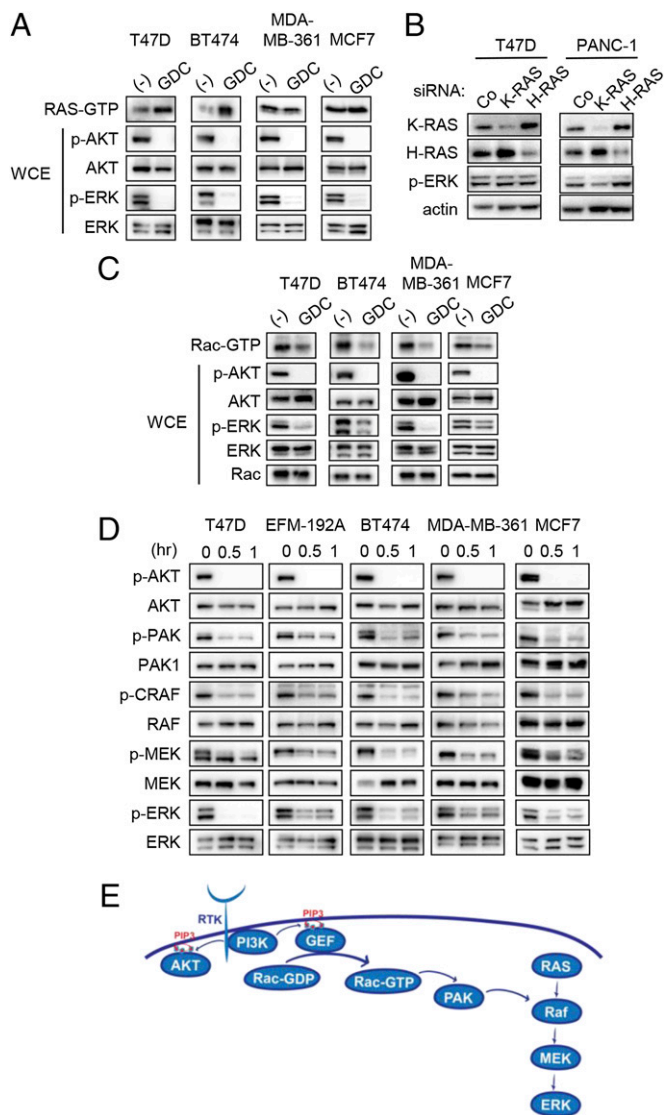 A
T47D BT474 MDA-MB-361 MCF7
(-) GDC (-) GDC (-) GDC (-) GDC
RAS-GTP
WCE
p-AKT
AKT
p-ERK
ERK
B
T47D PANC-1
siRNA: Co K-RAS H-RAS Co K-RAS H-RAS
K-RAS
H-RAS
p-ERK
actin
C
T47D BT474 MDA-MB-361 MCF7
(-) GDC (-) GDC (-) GDC (-) GDC
Rac-GTP
WCE
p-AKT
AKT
p-ERK
ERK
Rac
D
T47D EFM-192A BT474 MDA-MB-361 MCF7
(hr) 0 0.5 1 0 0.5 1 0 0.5 1 0 0.5 1 0 0.5 1
p-AKT
AKT
p-PAK
PAK1
p-CRAF
RAF
p-MEK
MEK
p-ERK
ERK
E
RTK
PIP3
PIP3
AKT
PI3K
GEF
Rac-GDP
Rac-GTP
PAK
RAS
Raf
MEK
ERK